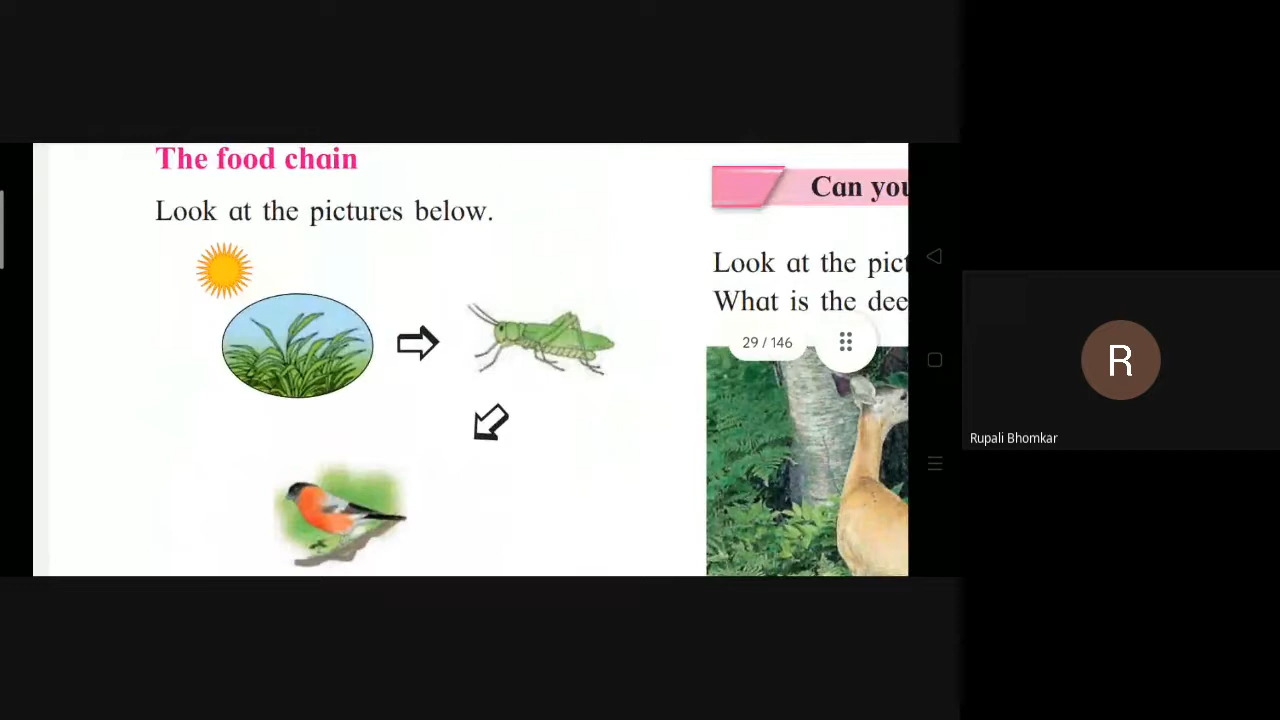 The food chain
Look at the pictures below.
Can you
Look at the pict
What is the dee
29 / 146
R
Rupali Bhomkar